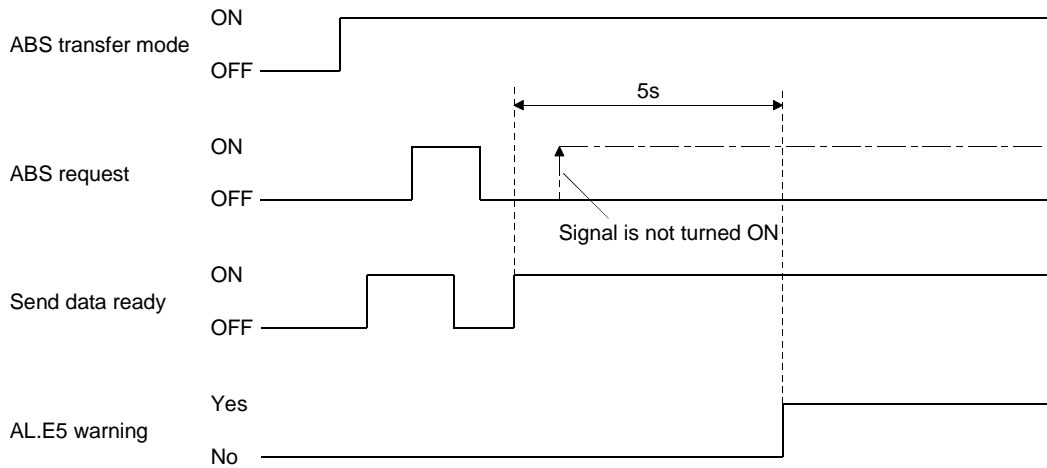 ON
ABS transfer mode
OFF
5s
ON
ABS request
OFF
Signal is not turned ON
ON
Send data ready
OFF
Yes
AL.E5 warning
No